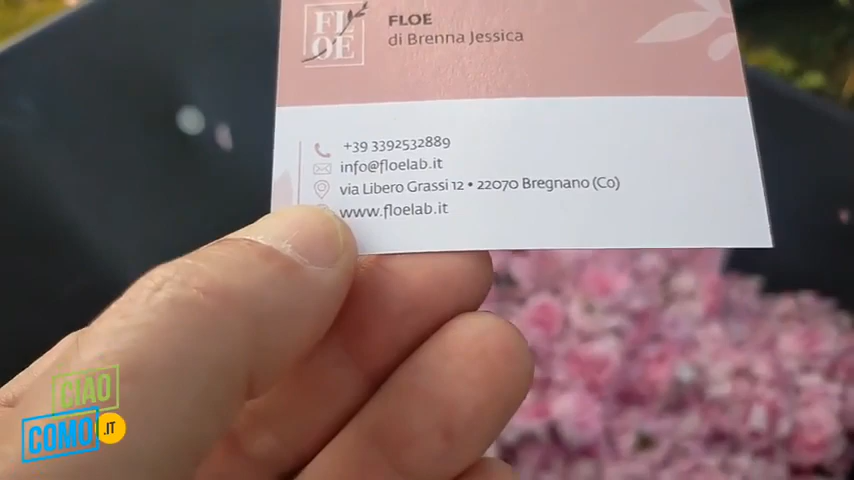 FL
OE
FLOE
di Brenna Jessica
+39 3392532889
info@floelab.it
via Libero Grassi 12 • 22070 Bregnano (Co)
www.floelab.it
CIAO
COMO.IT